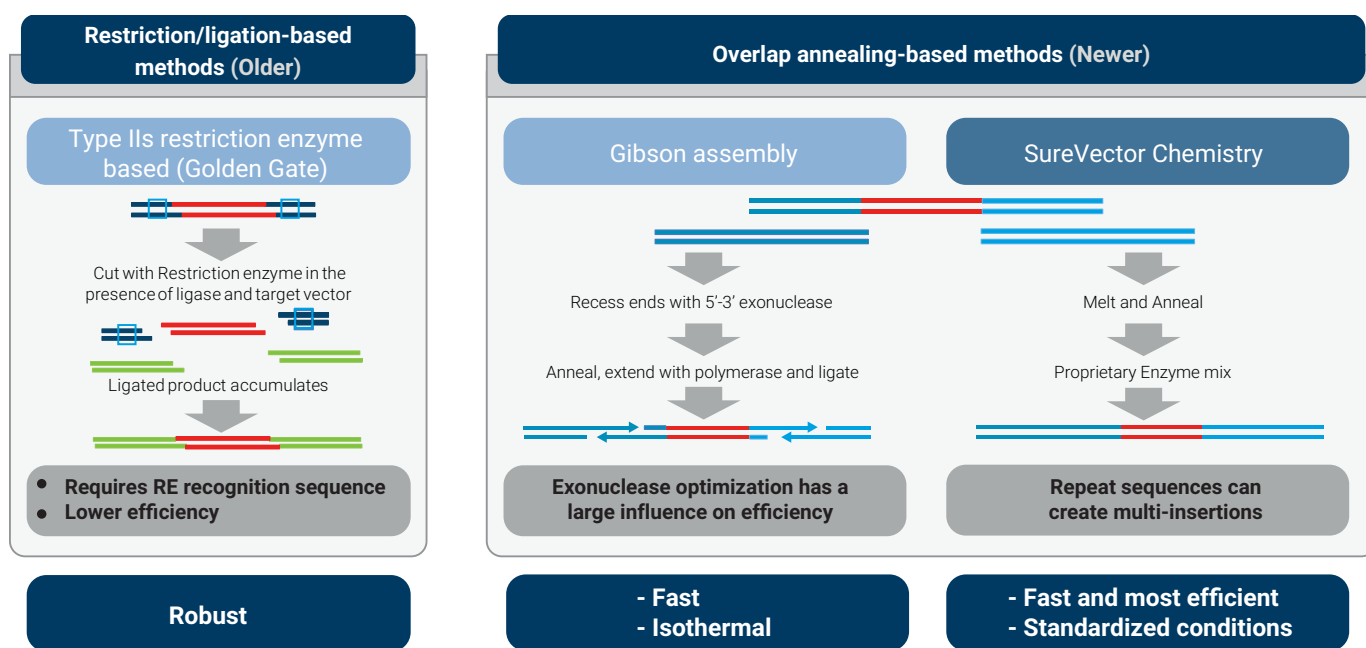 Restriction/ligation-based
methods (Older)
Type IIs restriction enzyme
based (Golden Gate)
Cut with Restriction enzyme in the
presence of ligase and target vector
Ligated product accumulates
● Requires RE recognition sequence
● Lower efficiency
Robust
Overlap annealing-based methods (Newer)
Gibson assembly
Recess ends with 5’-3’ exonuclease
Anneal, extend with polymerase and ligate
Exonuclease optimization has a
large influence on efficiency
- Fast
- Isothermal
SureVector Chemistry
Melt and Anneal
Proprietary Enzyme mix
Repeat sequences can
create multi-insertions
- Fast and most efficient
- Standardized conditions